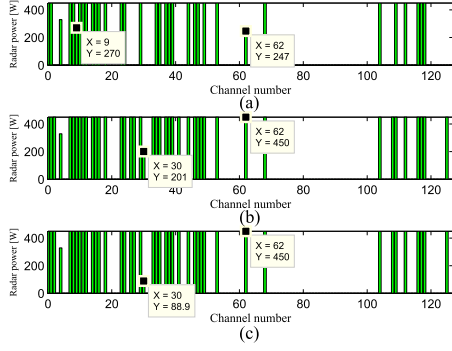 Radar power [W]
400
200
0
X = 9
Y = 270
X = 62
Y = 247
0 20 40 60 80 100 120
Channel number
(a)
Radar power [W]
400
200
0
X = 62
Y = 450
X = 30
Y = 201
0 20 40 60 80 100 120
Channel number
(b)
Radar power [W]
400
200
0
X = 62
Y = 450
X = 30
Y = 88.9
0 20 40 60 80 100 120
Channel number
(c)